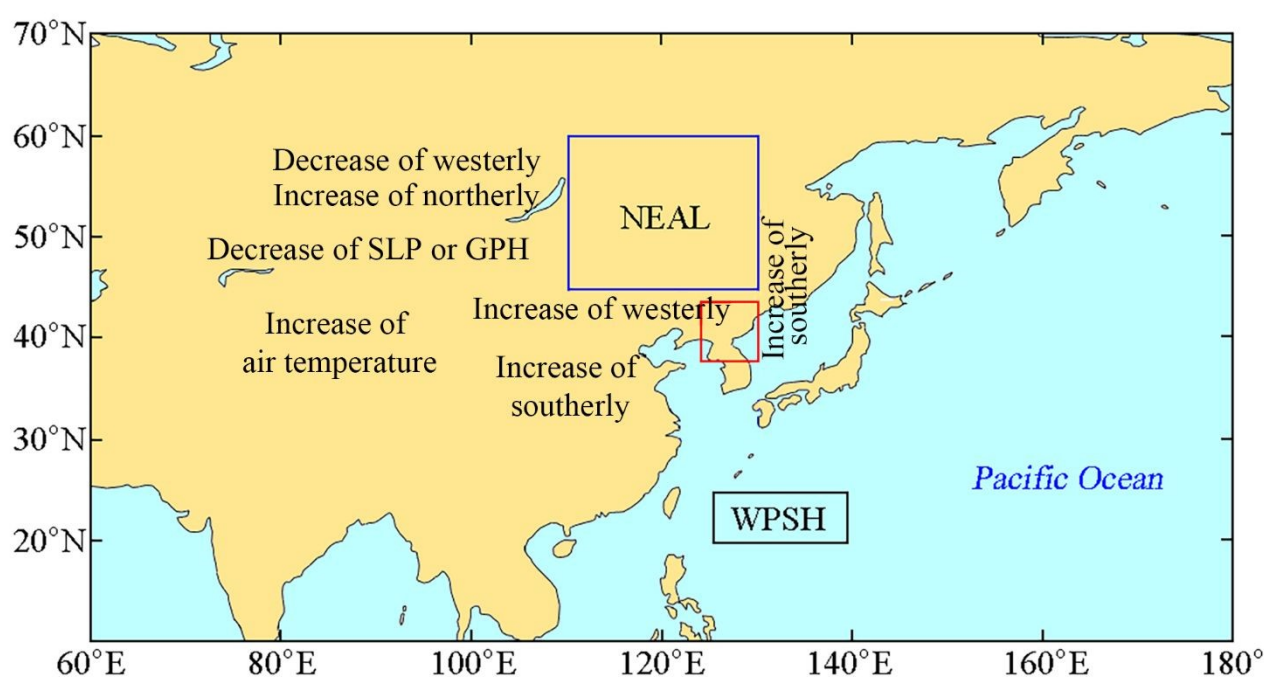 70°N
60°N
50°N
40°N
30°N
20°N
Decrease of westerly
Increase of northerly
NEAL
Decrease of SLP or GPH
Increase of
southerly
Increase of westerly
Increase of
air temperature
Increase of
southerly
Pacific Ocean
WPSH
60°E
80°E
100°E
120°E
140°E
160°E
180°